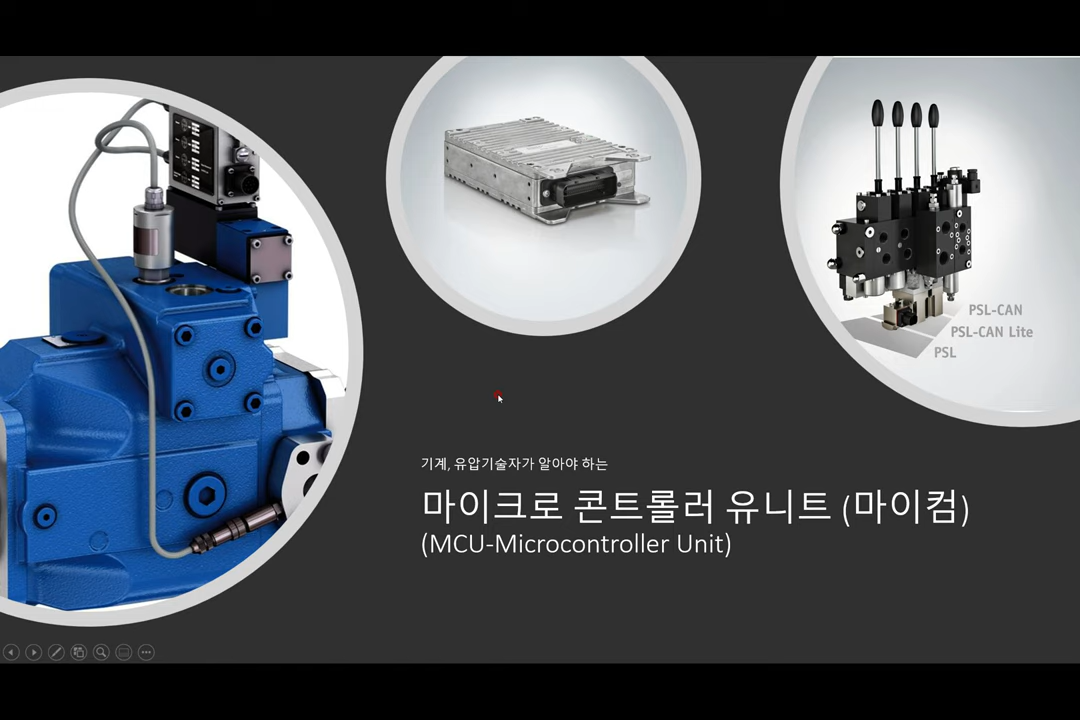 PSL-CAN
PSL-CAN Lite
PSL
기계, 유압기술자가 알아야 하는
마이크로 콘트롤러 유니트 (마이컴)
(MCU-Microcontroller Unit)